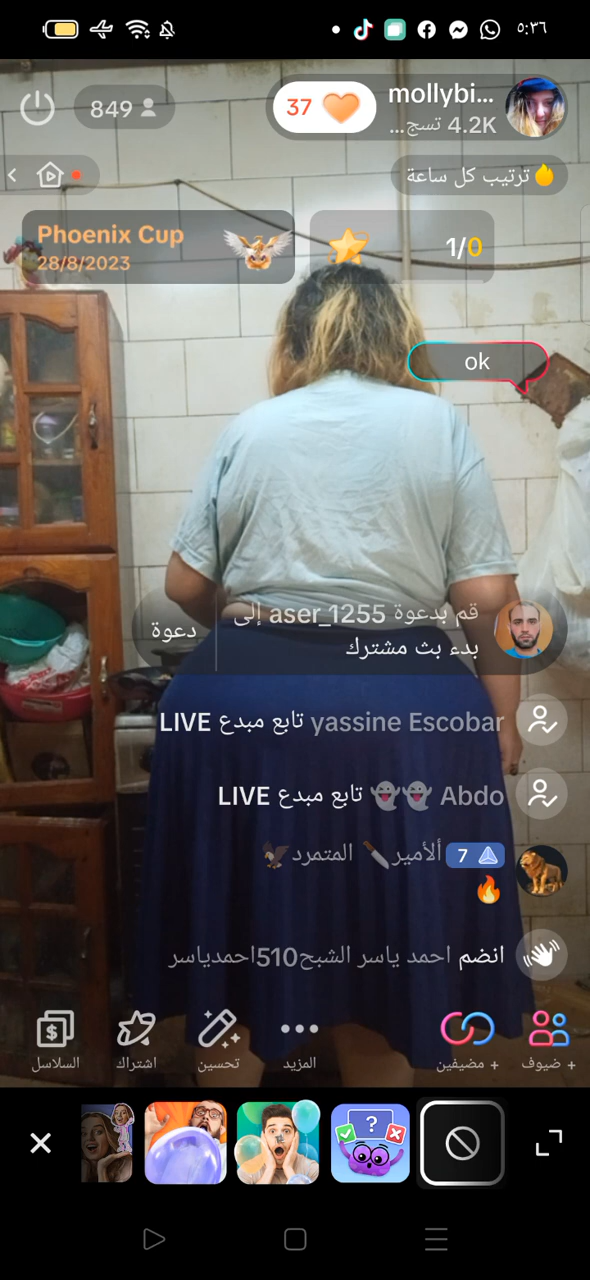 ٥:٣٦
mollybi...
4.2K تسج...
37
849
ترتيب كل ساعة
Phoenix Cup
28/8/2023
1/0
ok
قم بدعوة aser_1255 إلى
بدء بث مشترك
دعوة
yassine Escobar تابع مبدع LIVE
Abdo 👻👻 تابع مبدع LIVE
7 ألأمير🔪 المتمرد🦅
🔥
انضم احمد ياسر الشبح510احمدياسر
+ ضيوف
+ مضيفين
المزيد
تحسين
اشتراك
السلاسل
?